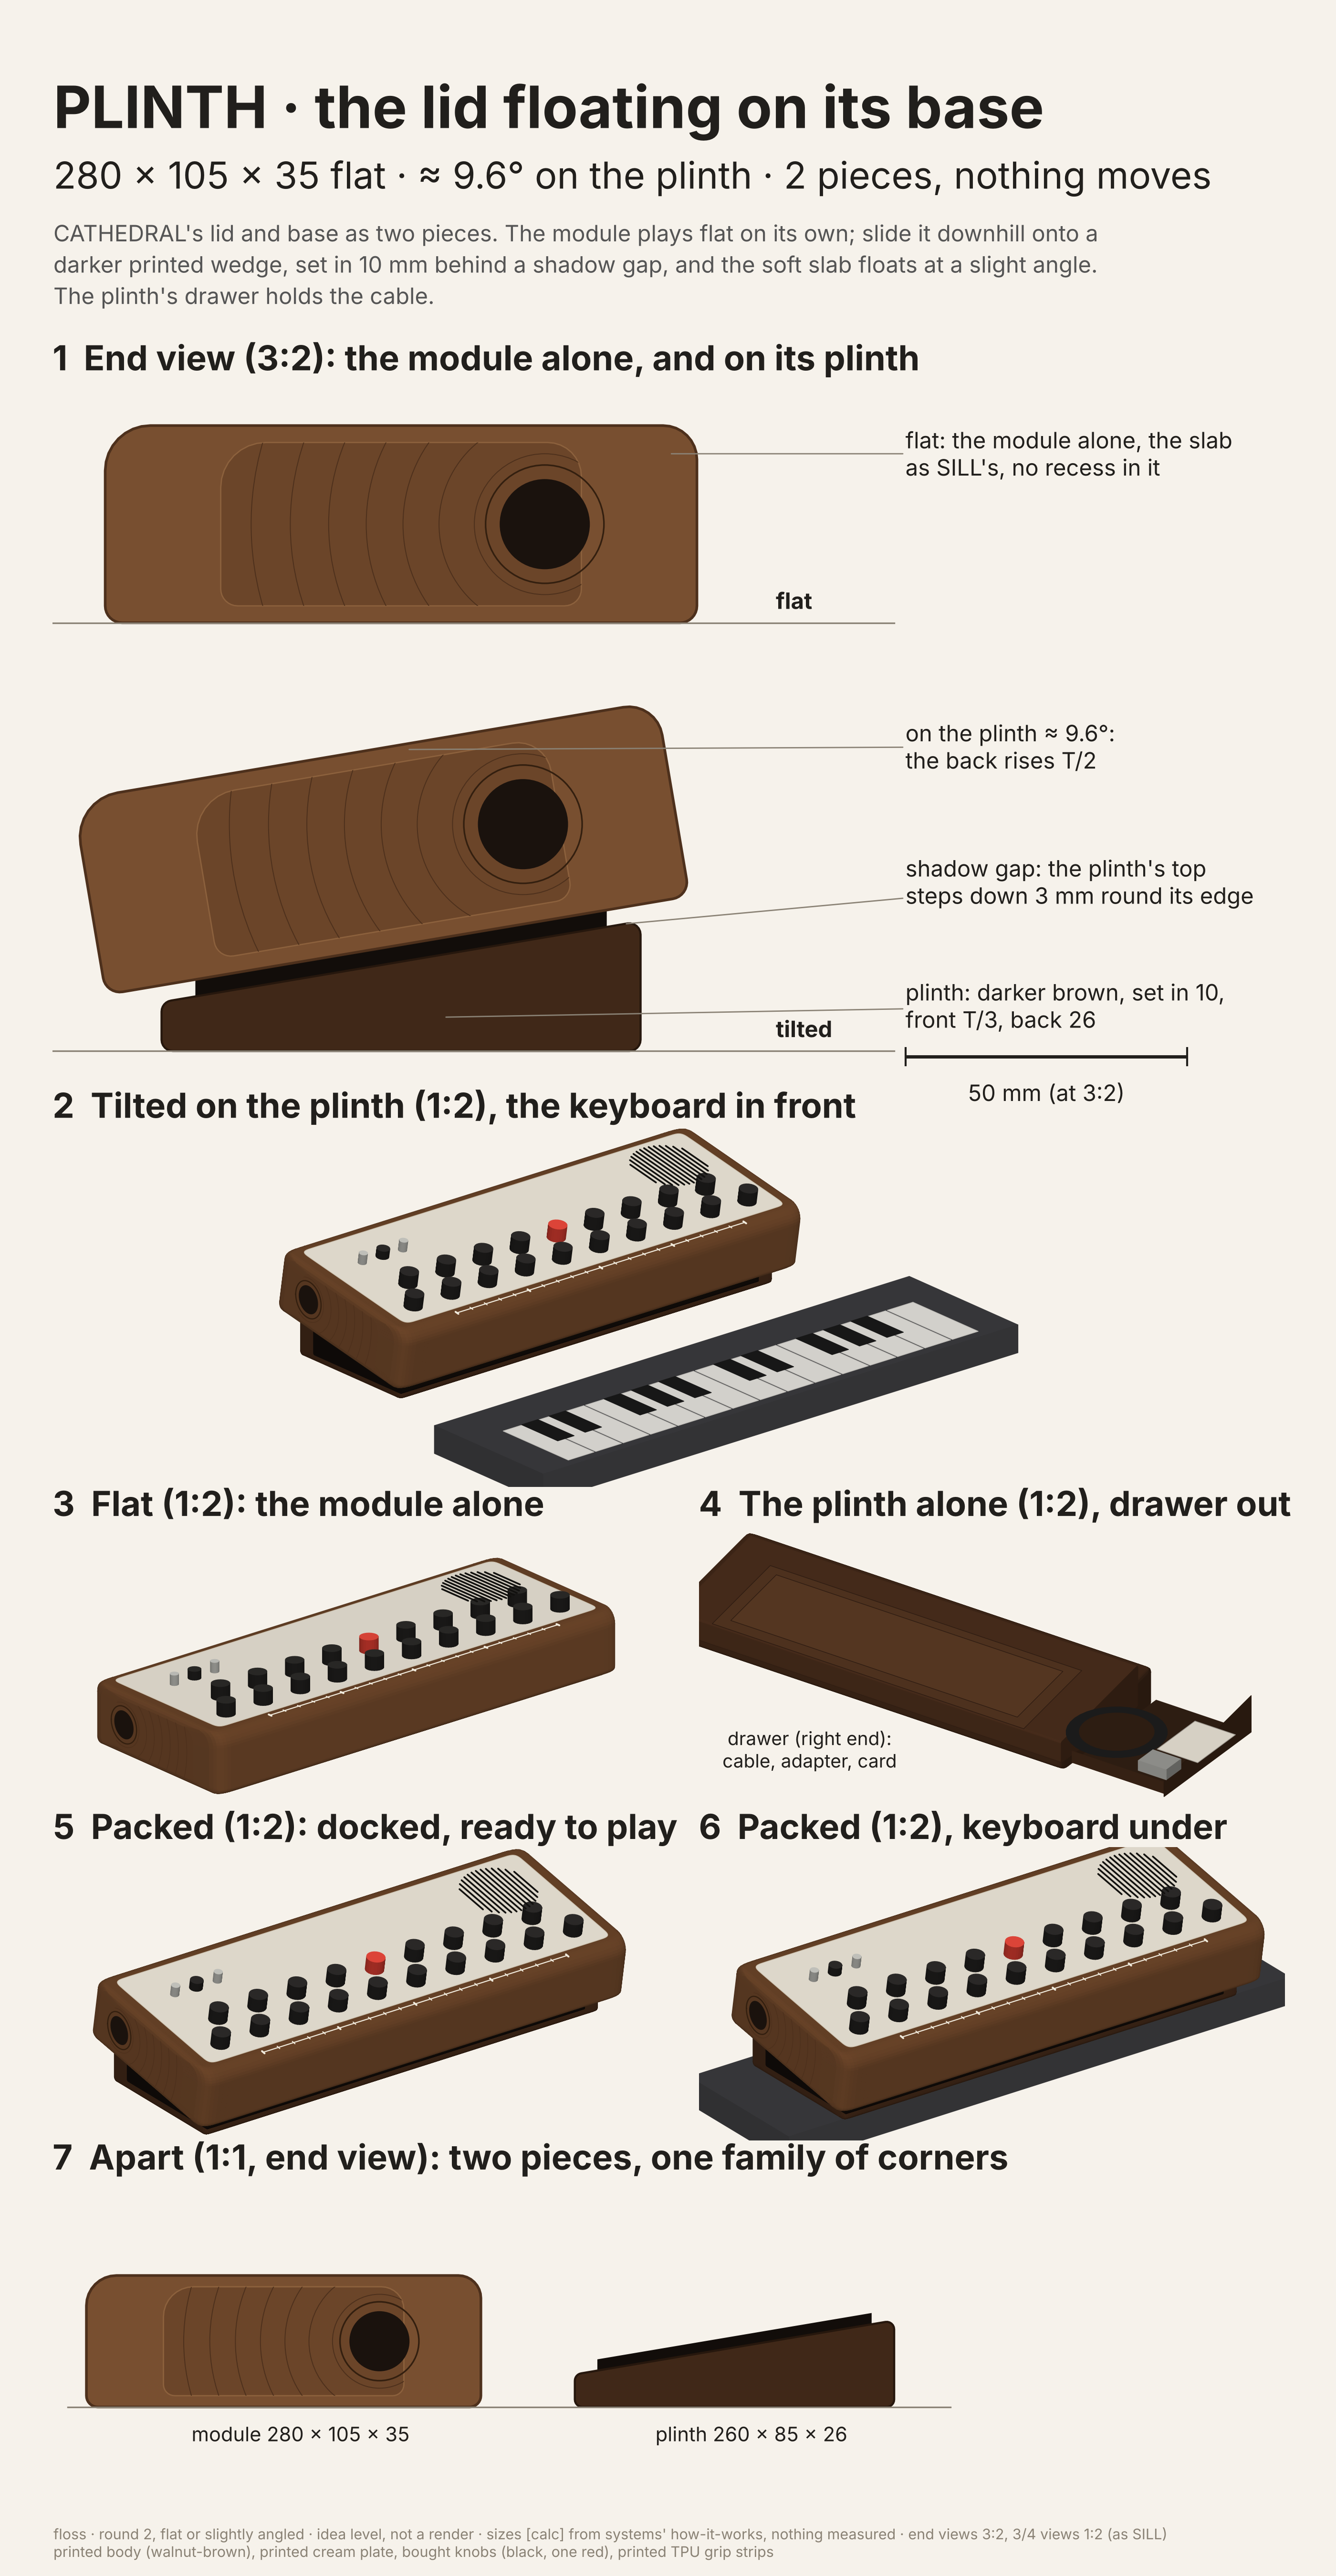 PLINTH · the lid floating on its base
280 × 105 × 35 flat · ≈ 9.6° on the plinth · 2 pieces, nothing moves
CATHEDRAL's lid and base as two pieces. The module plays flat on its own; slide it downhill onto a
darker printed wedge, set in 10 mm behind a shadow gap, and the soft slab floats at a slight angle.
The plinth's drawer holds the cable.
1 End view (3:2): the module alone, and on its plinth
flat: the module alone, the slab
as SILL's, no recess in it
flat
on the plinth ≈ 9.6°:
the back rises T/2
shadow gap: the plinth's top
steps down 3 mm round its edge
plinth: darker brown, set in 10,
front T/3, back 26
tilted
50 mm (at 3:2)
2 Tilted on the plinth (1:2), the keyboard in front
3 Flat (1:2): the module alone
4 The plinth alone (1:2), drawer out
drawer (right end):
cable, adapter, card
5 Packed (1:2): docked, ready to play
6 Packed (1:2), keyboard under
7 Apart (1:1, end view): two pieces, one family of corners
module 280 × 105 × 35
plinth 260 × 85 × 26
floss · round 2, flat or slightly angled · idea level, not a render · sizes [calc] from systems' how-it-works, nothing measured · end views 3:2, 3/4 views 1:2 (as SILL)
printed body (walnut-brown), printed cream plate, bought knobs (black, one red), printed TPU grip strips